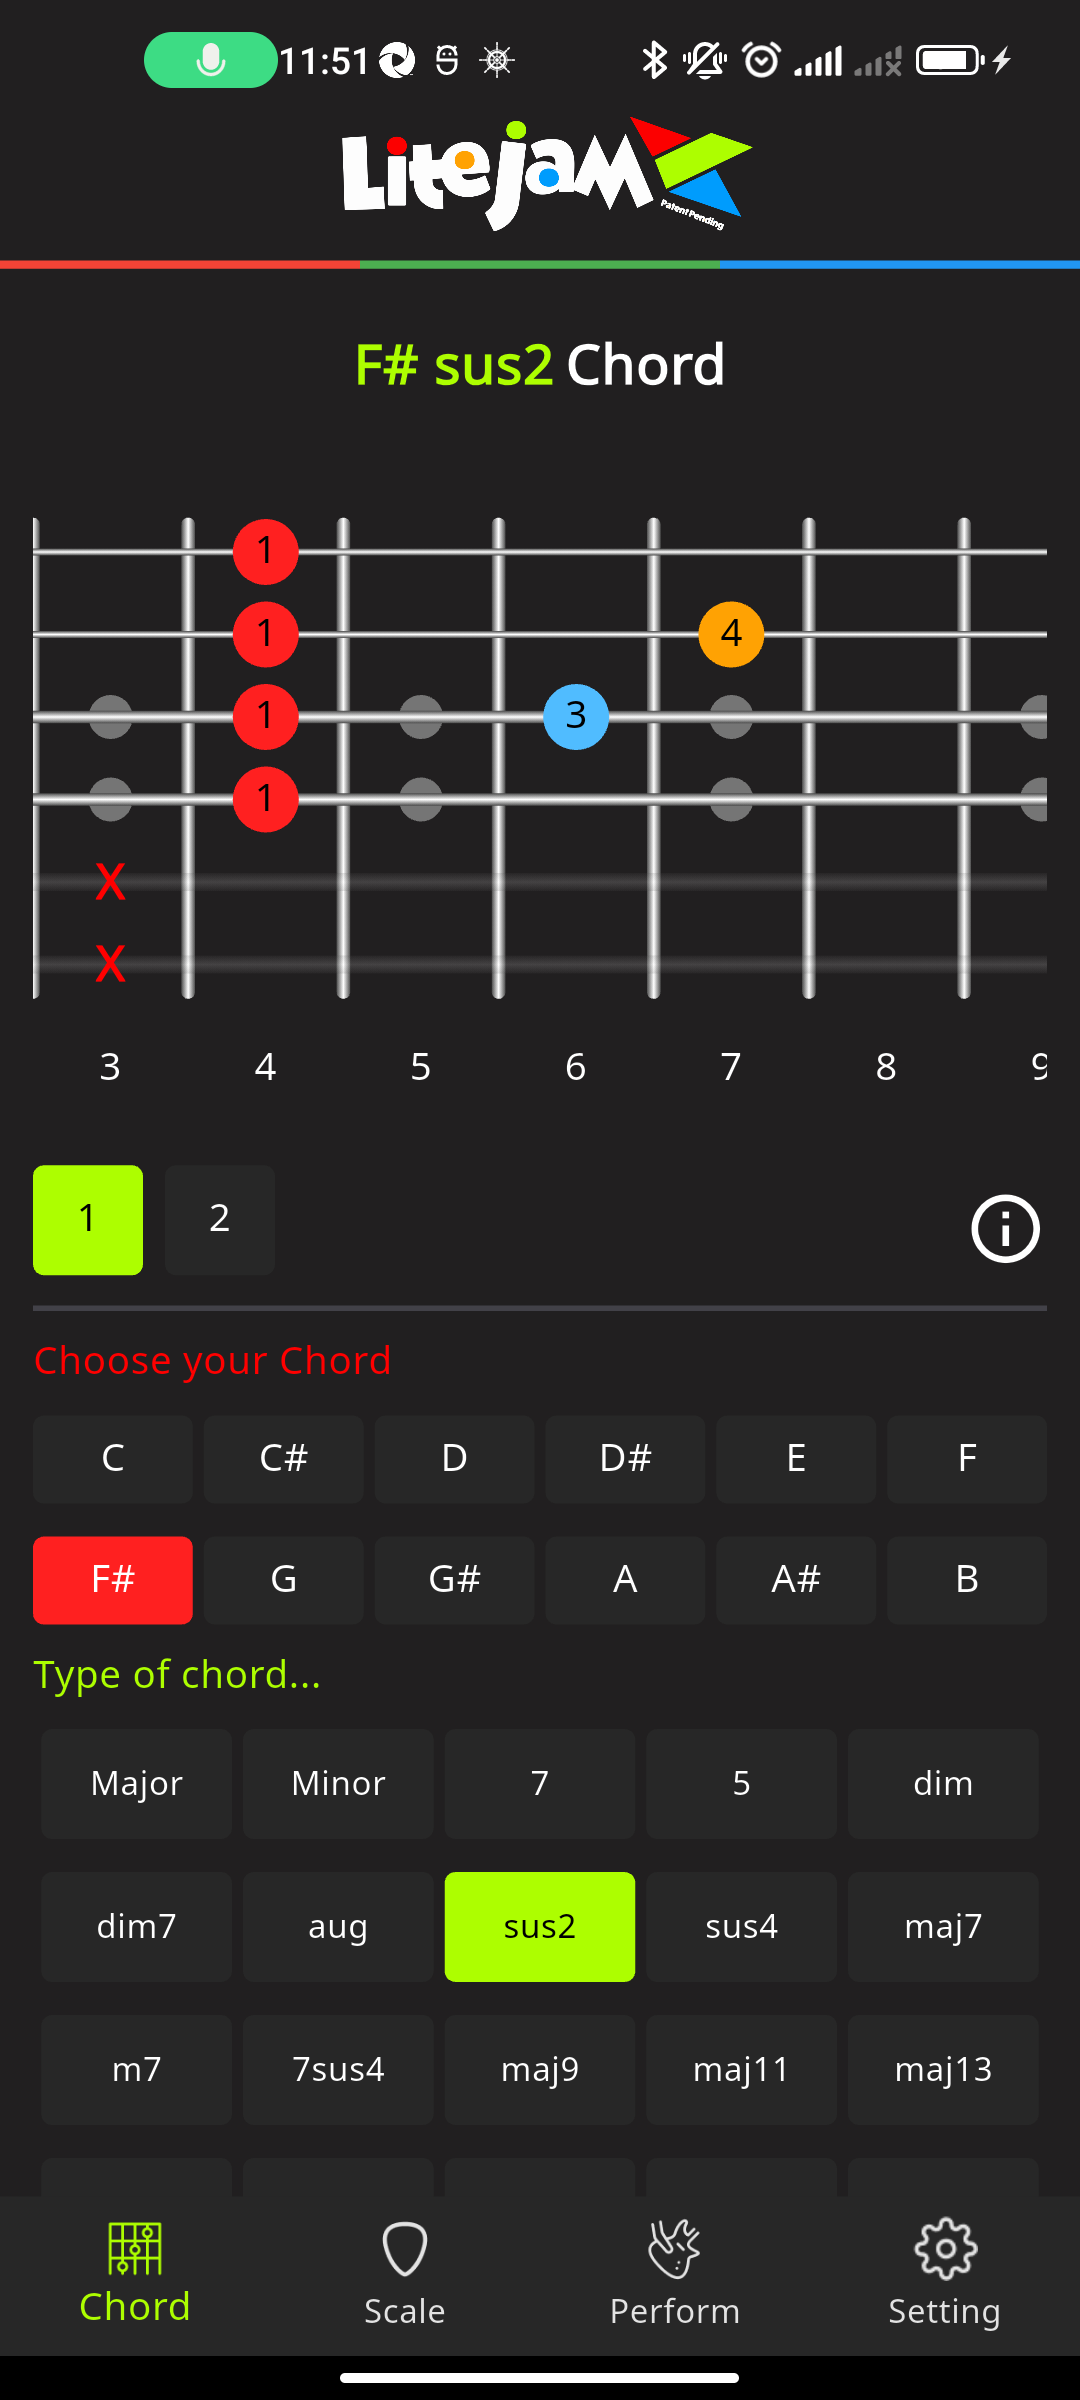 11:51
Litejam
Patent Pending
F# sus2 Chord
1
1 4
1 3
1
X
X
3 4 5 6 7 8 9
1 2
Choose your Chord
C C# D D# E F
F# G G# A A# B
Type of chord...
Major Minor 7 5 dim
dim7 aug sus2 sus4 maj7
m7 7sus4 maj9 maj11 maj13
Chord Scale Perform Setting